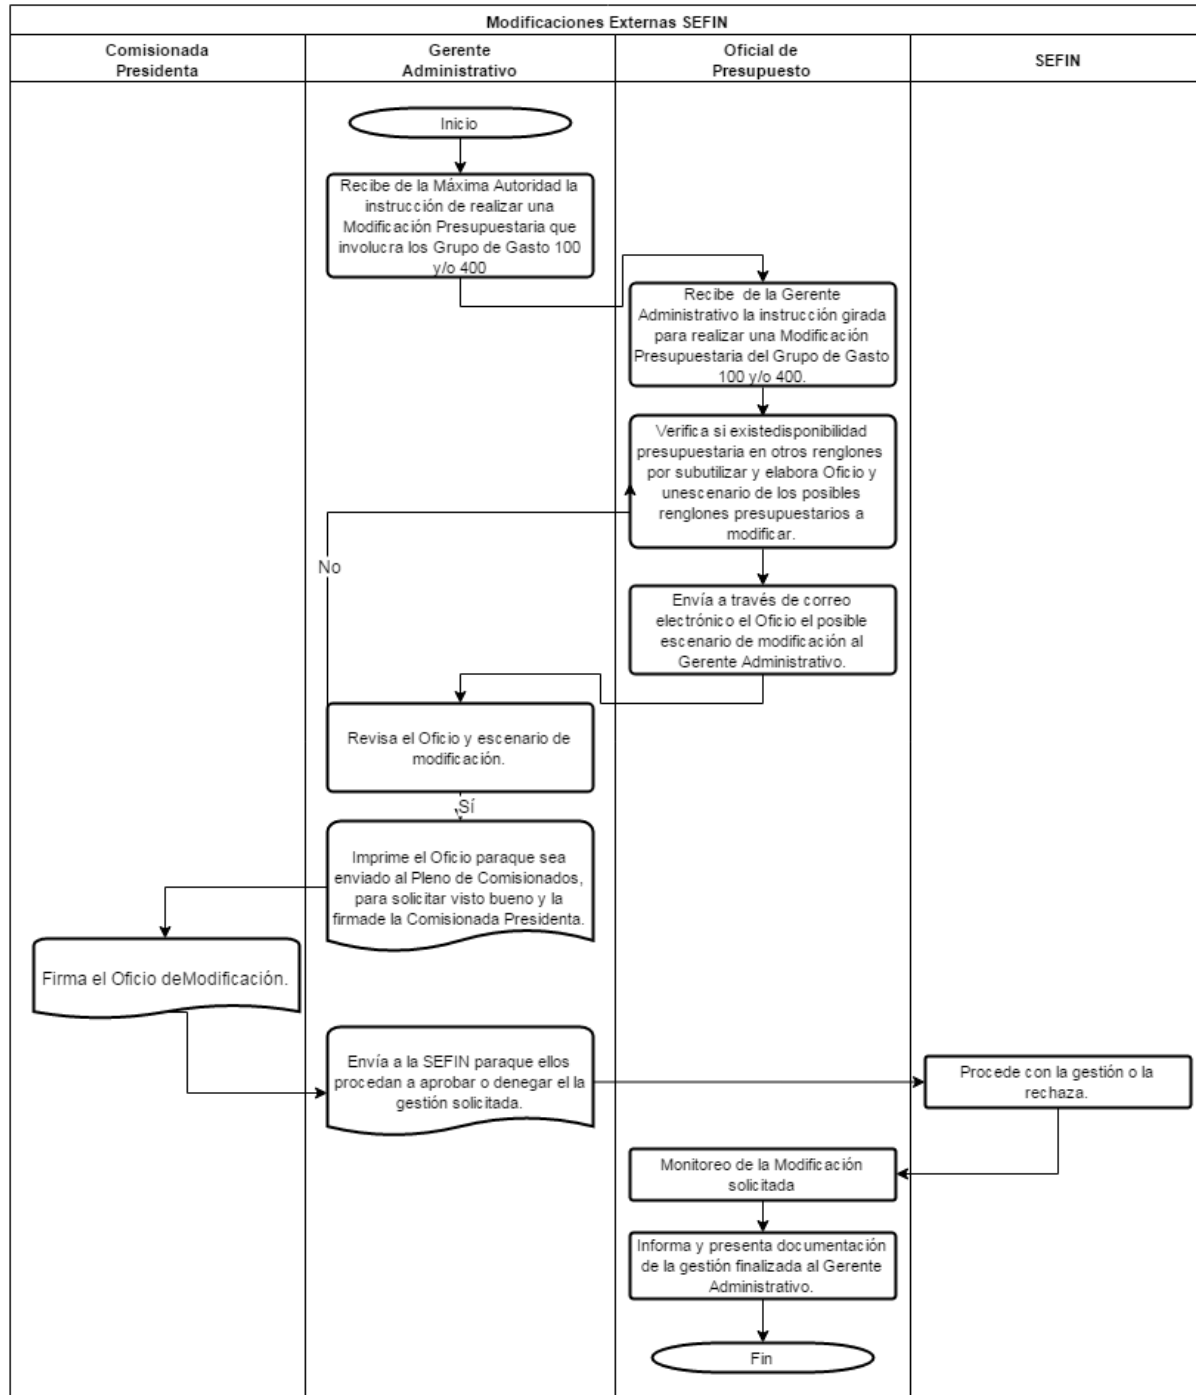 Modificaciones Externas SEFIN
Comisionada
Presidenta
Gerente
Administrativo
Oficial de
Presupuesto
SEFIN
Inicio
Recibe de la Máxima Autoridad la
instrucción de realizar una
Modificación Presupuestaria que
involucra los Grupo de Gasto 100
y/o 400
Recibe de la Gerente
Administrativo la instrucción girada
para realizar una Modificación
Presupuestaria del Grupo de Gasto
100 y/o 400.
Verifica si existedisponibilidad
presupuestaria en otros renglones
por subutilizar y elabora Oficio y
unescenario de los posibles
renglones presupuestarios a
modificar.
No
Envía a través de correo
electrónico el Oficio el posible
escenario de modificación al
Gerente Administrativo.
Revisa el Oficio y escenario de
modificación.
Sí
Imprime el Oficio paraque sea
enviado al Pleno de Comisionados,
para solicitar visto bueno y la
firmade la Comisionada Presidenta.
Firma el Oficio deModificación.
Envía a la SEFIN paraque ellos
procedan a aprobar o denegar el la
gestión solicitada.
Procede con la gestión o la
rechaza.
Monitoreo de la Modificación
solicitada
Informa y presenta documentación
de la gestión finalizada al Gerente
Administrativo.
Fin